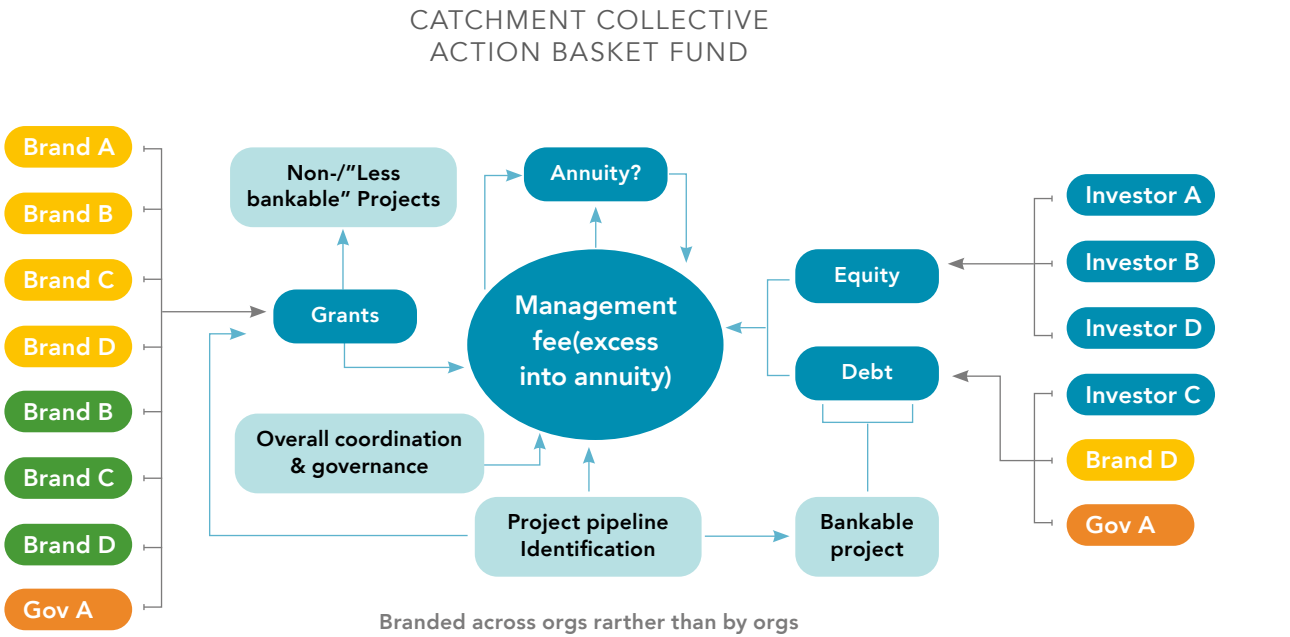 CATCHMENT COLLECTIVE
ACTION BASKET FUND
Brand A
Brand B
Brand C
Brand D
Brand B
Brand C
Brand D
Gov A
Non-/”Less
bankable” Projects
Grants
Overall coordination
& governance
Annuity?
Management
fee(excess
into annuity)
Project pipeline
Identification
Equity
Debt
Bankable
project
Investor A
Investor B
Investor D
Investor C
Brand D
Gov A
Branded across orgs rarther than by orgs